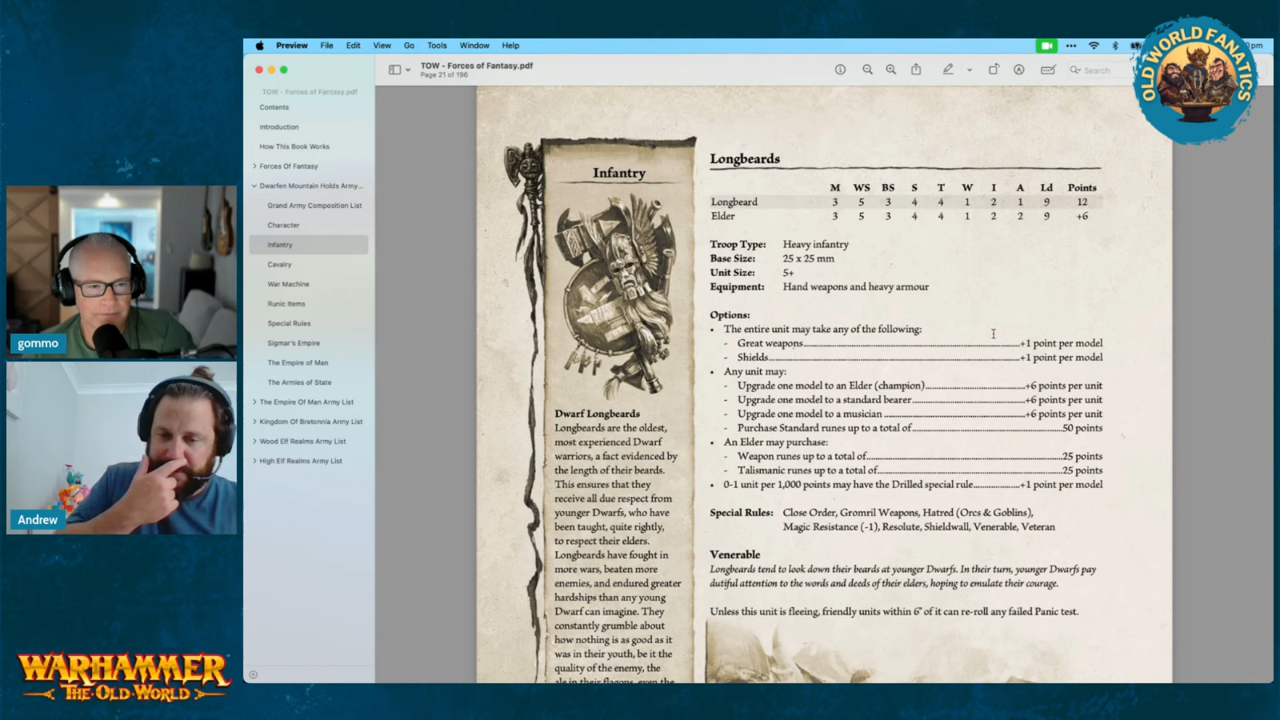 Preview File Edit View Go Tools Window Help
pm
OLD WORLD FANATICS
TOW - Forces of Fantasy.pdf
Page 21 of 196
Search
TOW - Forces of Fantasy.pdf
Contents
Introduction
How This Book Works
Forces Of Fantasy
Dwarfen Mountain Holds Army...
Grand Army Composition List
Character
Infantry
Cavalry
War Machine
Runic Items
Special Rules
Sigmar's Empire
The Empire of Man
The Armies of State
The Empire Of Man Army List
Kingdom Of Bretonnia Army List
Wood Elf Realms Army List
High Elf Realms Army List
gommo
Andrew
WARHAMMER
THE·OLD·WORLD
Infantry
Dwarf Longbeards
Longbeards are the oldest,
most experienced Dwarf
warriors, a fact evidenced by
the length of their beards.
This ensures that they
receive all due respect from
younger Dwarfs, who have
been taught, quite rightly,
to respect their elders.
Longbeards have fought in
more wars, beaten more
enemies, and endured greater
hardships than any young
Dwarf can imagine. They
constantly grumble about
how nothing is as good as it
was in their youth, be it the
quality of the enemy, the
ale in their flagons, even the
Longbeards
M WS BS S T W I A Ld Points
Longbeard 3 5 3 4 4 1 2 1 9 12
Elder 3 5 3 4 4 1 2 2 9 +6
Troop Type: Heavy infantry
Base Size: 25 x 25 mm
Unit Size: 5+
Equipment: Hand weapons and heavy armour
Options:
• The entire unit may take any of the following:
- Great weapons...+1 point per model
- Shields...+1 point per model
• Any unit may:
- Upgrade one model to an Elder (champion)...+6 points per unit
- Upgrade one model to a standard bearer...+6 points per unit
- Upgrade one model to a musician...+6 points per unit
- Purchase Standard runes up to a total of...50 points
• An Elder may purchase:
- Weapon runes up to a total of...25 points
- Talismanic runes up to a total of...25 points
• 0-1 unit per 1,000 points may have the Drilled special rule...+1 point per model
Special Rules: Close Order, Gromril Weapons, Hatred (Orcs & Goblins),
Magic Resistance (-1), Resolute, Shieldwall, Venerable, Veteran
Venerable
Longbeards tend to look down their beards at younger Dwarfs. In their turn, younger Dwarfs pay
dutiful attention to the words and deeds of their elders, hoping to emulate their courage.
Unless this unit is fleeing, friendly units within 6" of it can re-roll any failed Panic test.